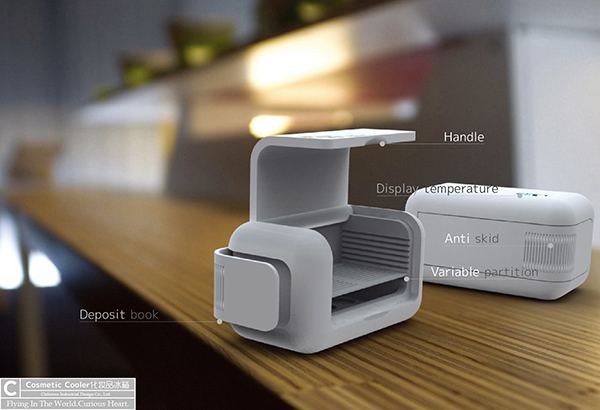 Handle
Display temperature
Anti skid
Variable partition
Deposit book
C
Cosmetic Cooler化妆品冰箱
Flying In The World.Curious Heart.